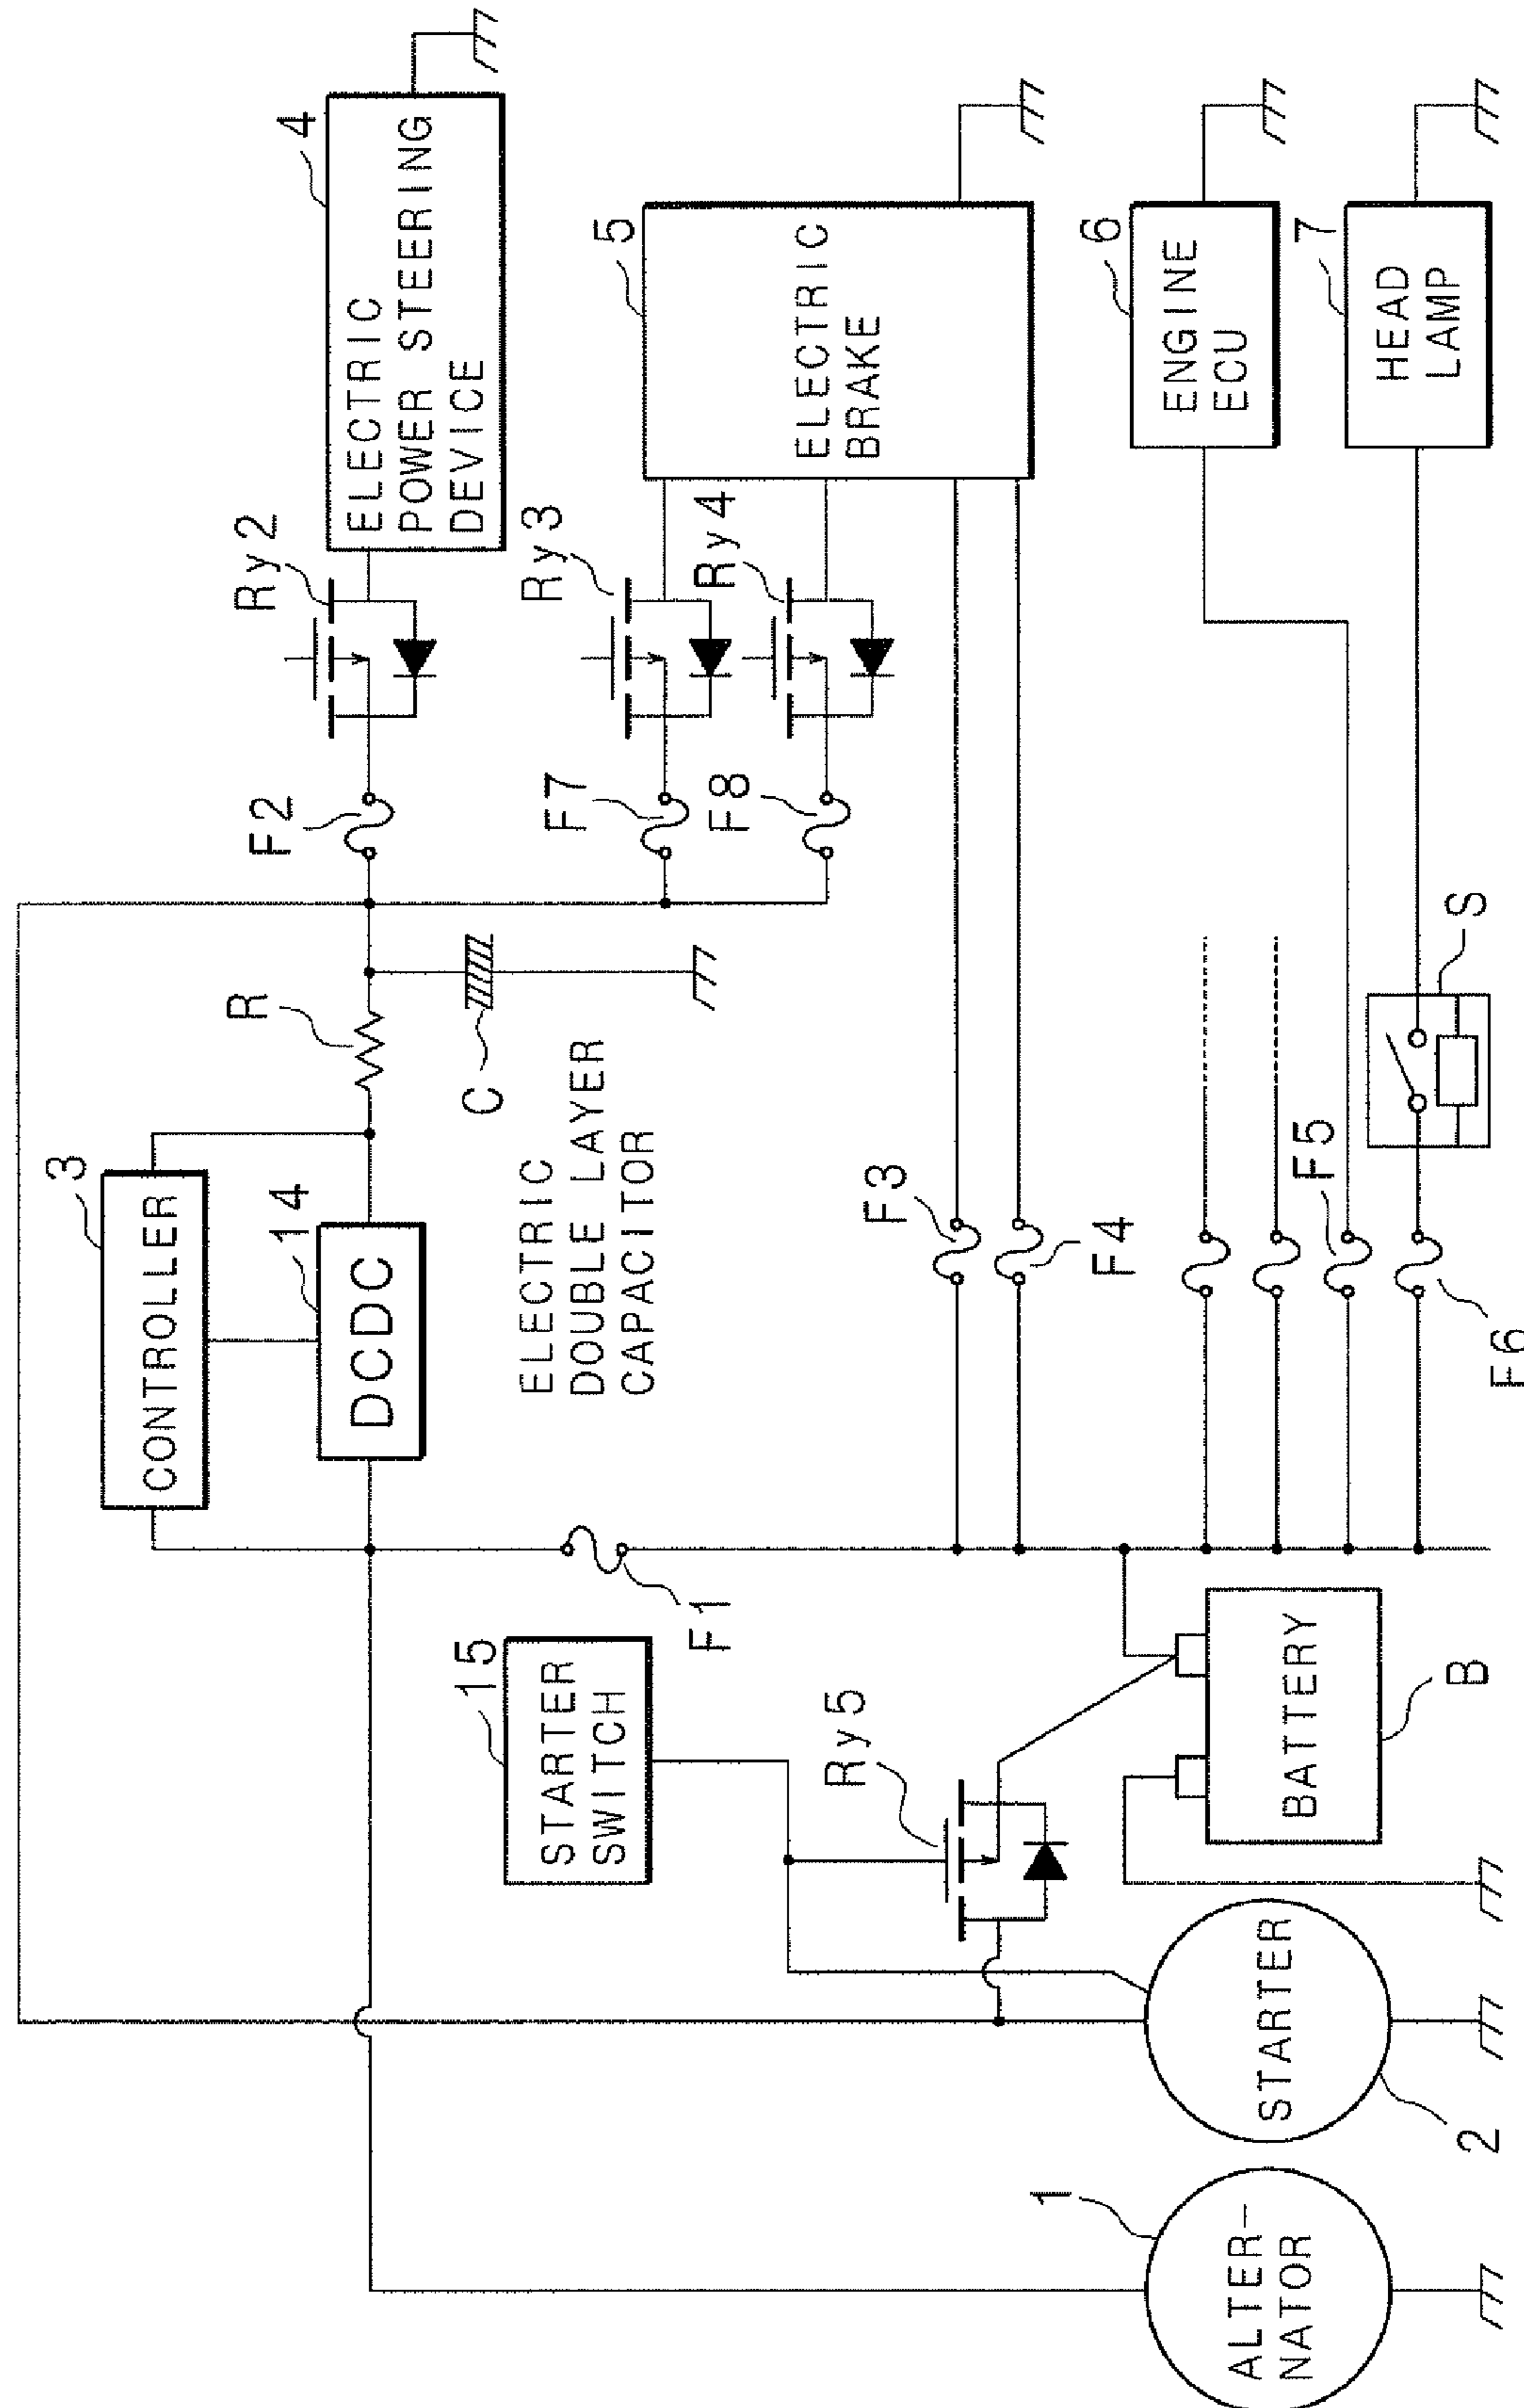 3
CONTROLLER
14
DCDC
R
C
ELECTRIC
DOUBLE LAYER
CAPACITOR
F2
Ry2
4
ELECTRIC
POWER STEERING
DEVICE
F7
Ry3
F8
Ry4
5
ELECTRIC
BRAKE
15
STARTER
SWITCH
F1
F3
F4
Ry5
6
ENGINE
ECU
F5
7
HEAD
LAMP
S
F6
BATTERY
B
1
ALTER-
NATOR
STARTER
2